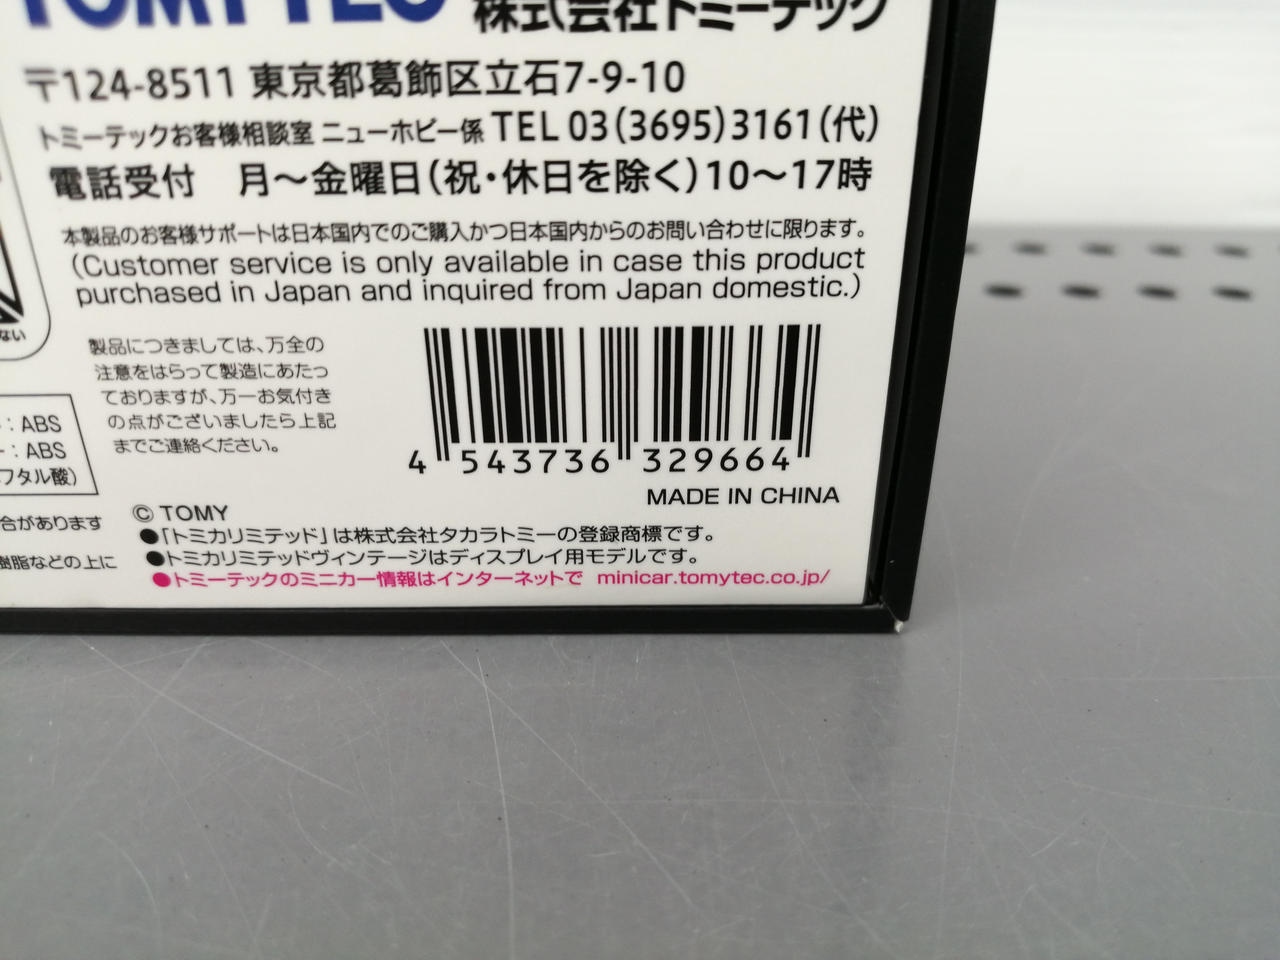 TOMYTEC 株式会社トミーテック
〒124-8511 東京都葛飾区立石7-9-10
トミーテックお客様相談室 ニューホビー係 TEL 03(3695)3161(代)
電話受付 月〜金曜日(祝・休日を除く)10〜17時
本製品のお客様サポートは日本国内でのご購入かつ日本国内からのお問い合わせに限ります。
(Customer service is only available in case this product
purchased in Japan and inquired from Japan domestic.)
ない
製品につきましては、万全の
注意をはらって製造にあたっ
ておりますが、万一お気付き
の点がございましたら上記
までご連絡ください。
: ABS
ー : ABS
フタル酸)
4 543736 329664
MADE IN CHINA
合があります
樹脂などの上に
© TOMY
●「トミカリミテッド」は株式会社タカラトミーの登録商標です。
●トミカリミテッドヴィンテージはディスプレイ用モデルです。
●トミーテックのミニカー情報はインターネットで minicar.tomytec.co.jp/